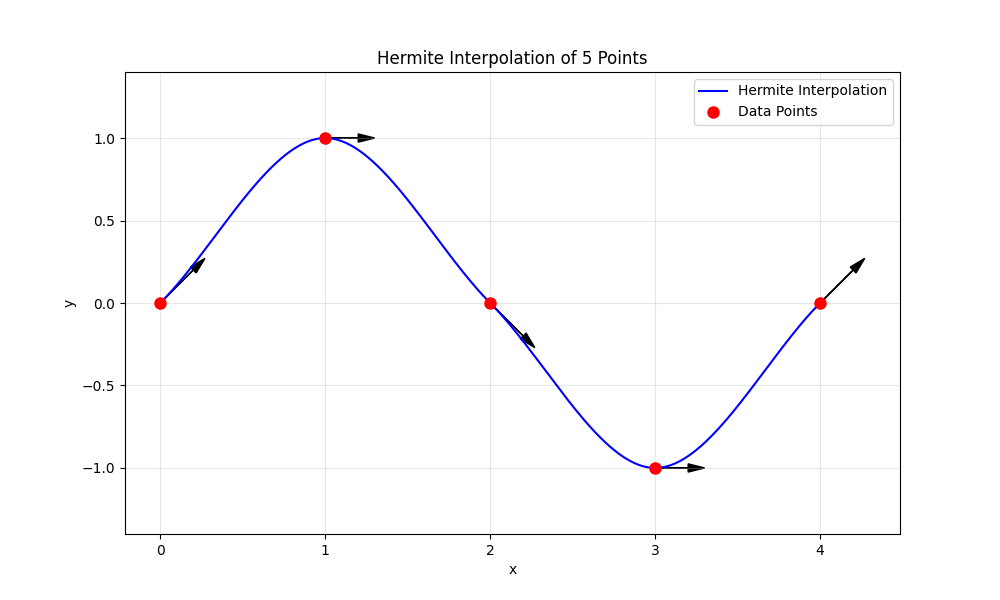 Hermite Interpolation of 5 Points
Hermite Interpolation
Data Points
1.0
0.5
0.0
−0.5
−1.0
y
0 1 2 3 4
x